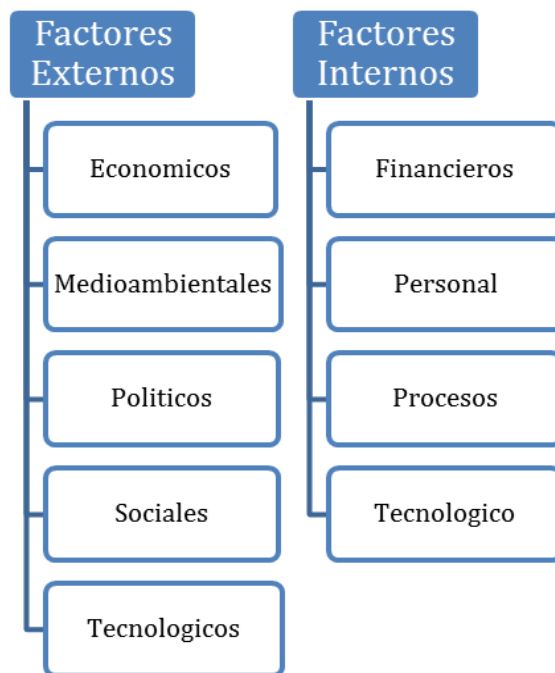 Factores
Externos
Economicos
Medioambientales
Politicos
Sociales
Tecnologicos
Factores
Internos
Financieros
Personal
Procesos
Tecnologico